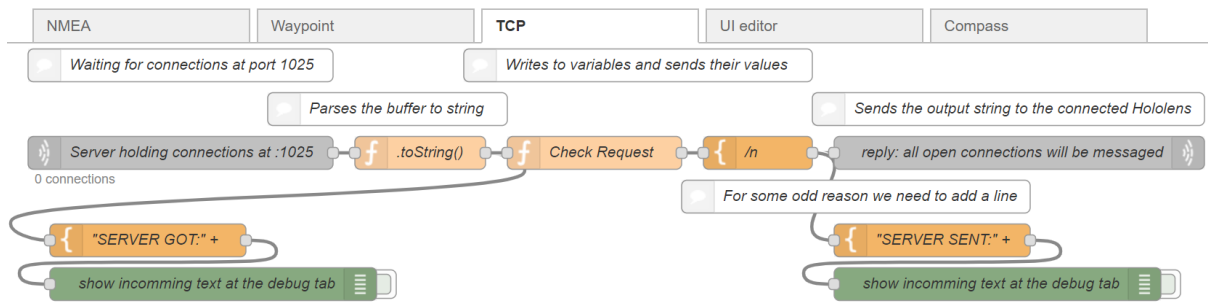 NMEA
Waypoint
TCP
UI editor
Compass
Waiting for connections at port 1025
Writes to variables and sends their values
Parses the buffer to string
Sends the output string to the connected Hololens
Server holding connections at :1025
.toString()
Check Request
/n
reply: all open connections will be messaged
0 connections
For some odd reason we need to add a line
"SERVER GOT:" +
"SERVER SENT:" +
show incomming text at the debug tab
show incomming text at the debug tab